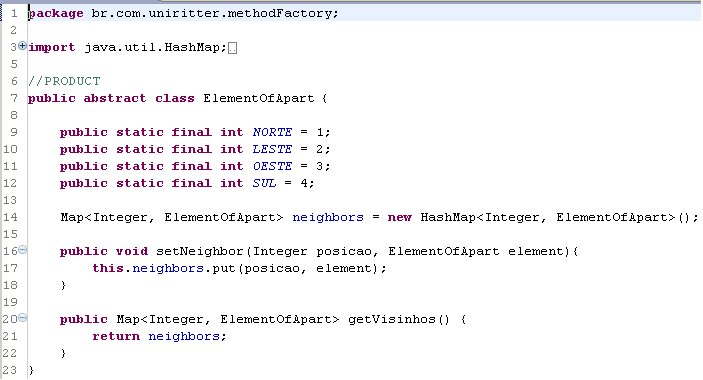 1 package br.com.uniritter.methodFactory;
2
3 import java.util.HashMap;
5
6 //PRODUCT
7 public abstract class ElementOfApart {
8
9 public static final int NORTE = 1;
10 public static final int LESTE = 2;
11 public static final int OESTE = 3;
12 public static final int SUL = 4;
13
14 Map<Integer, ElementOfApart> neighbors = new HashMap<Integer, ElementOfApart>();
15
16 public void setNeighbor(Integer posicao, ElementOfApart element){
17 this.neighbors.put(posicao, element);
18 }
19
20 public Map<Integer, ElementOfApart> getVisinhos() {
21 return neighbors;
22 }
23 }